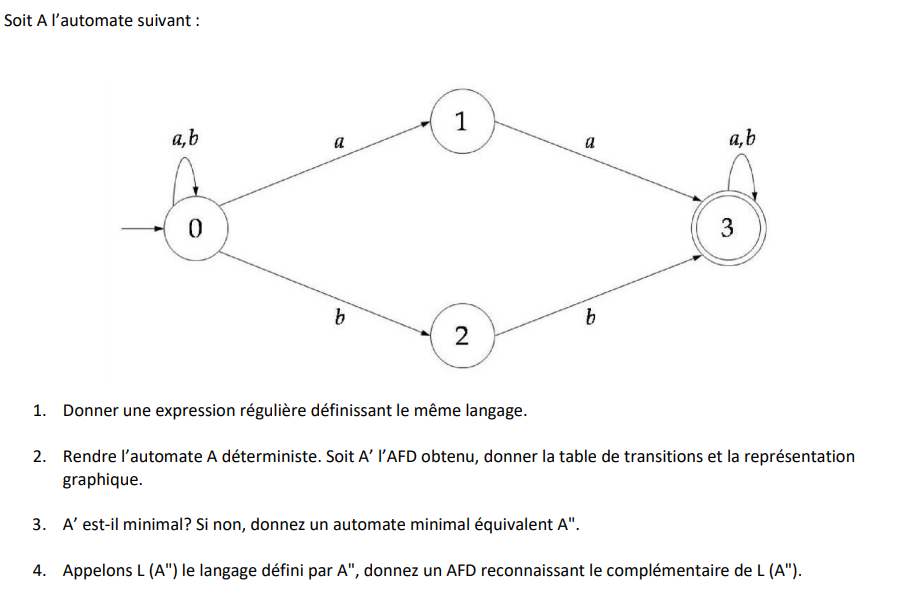 Soit A l’automate suivant :
1
a,b
a
a
a,b
0
3
b
b
2
1. Donner une expression régulière définissant le même langage.
2. Rendre l’automate A déterministe. Soit A’ l’AFD obtenu, donner la table de transitions et la représentation
graphique.
3. A’ est-il minimal? Si non, donnez un automate minimal équivalent A".
4. Appelons L (A") le langage défini par A", donnez un AFD reconnaissant le complémentaire de L (A").